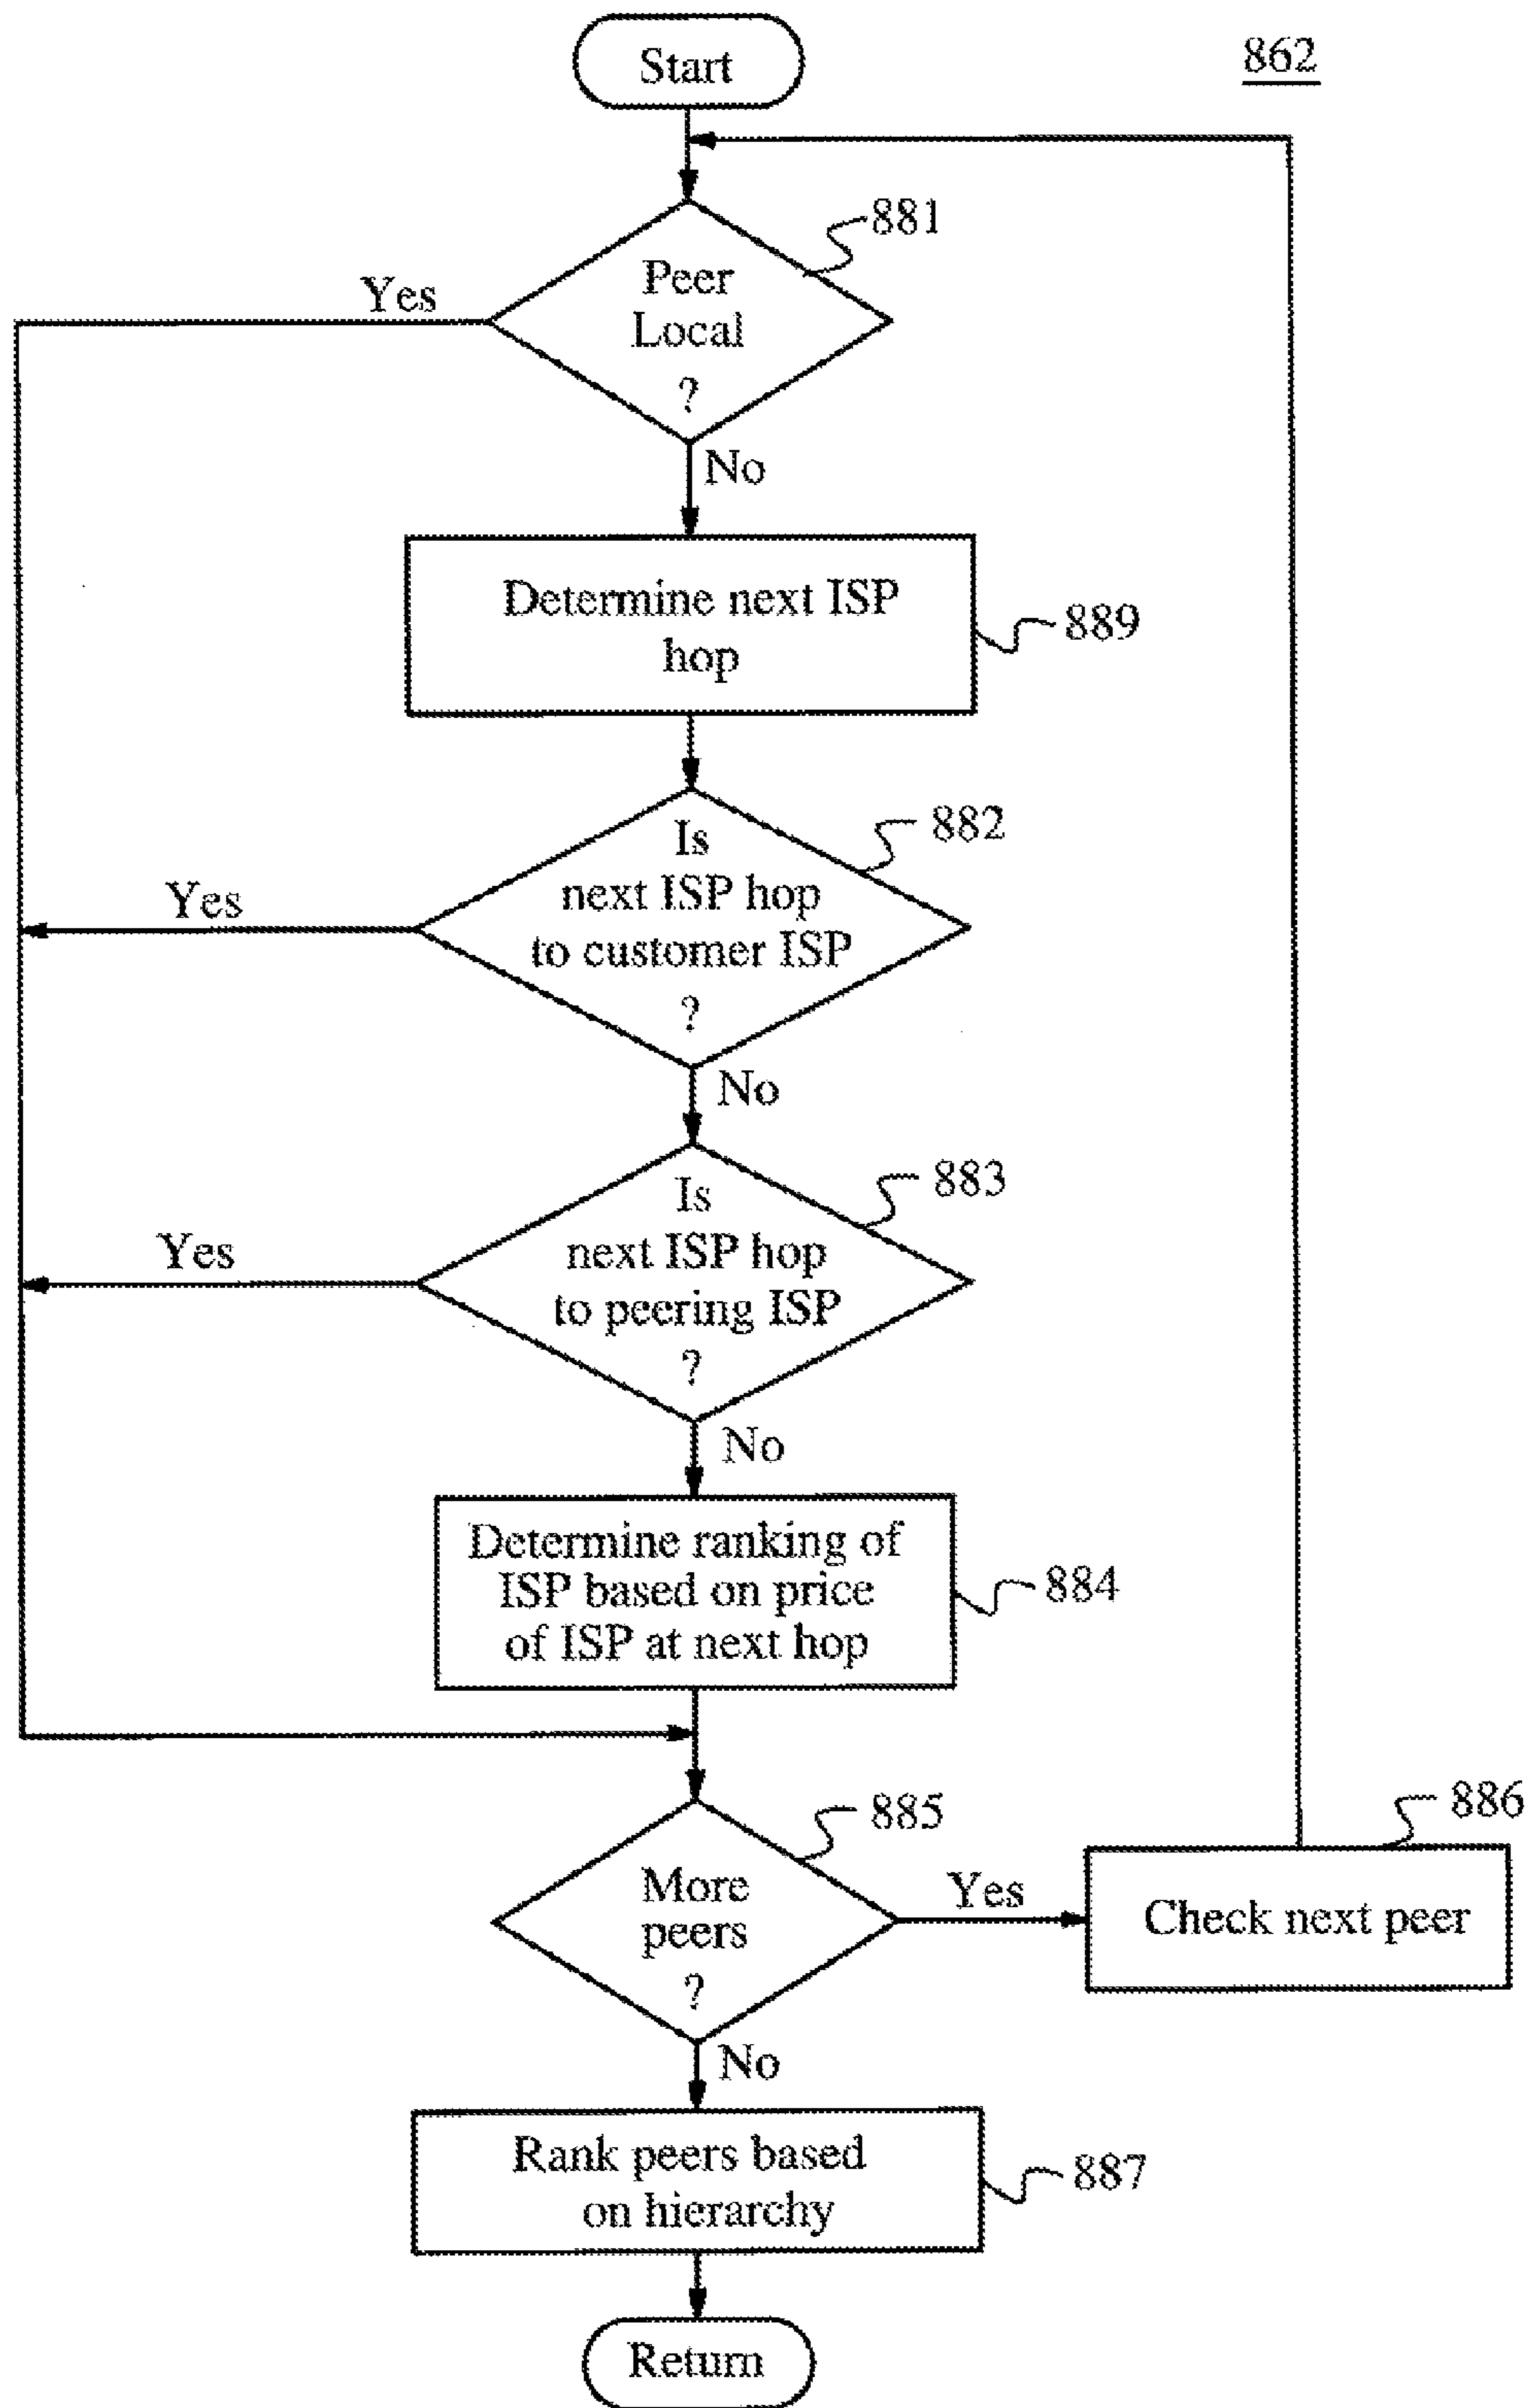 Start
862
881
Peer
Local
?
Yes
No
Determine next ISP
hop
889
882
Is
next ISP hop
to customer ISP
?
Yes
No
883
Is
next ISP hop
to peering ISP
?
Yes
No
Determine ranking of
ISP based on price
of ISP at next hop
884
885
More
peers
?
Yes
886
Check next peer
No
Rank peers based
on hierarchy
887
Return